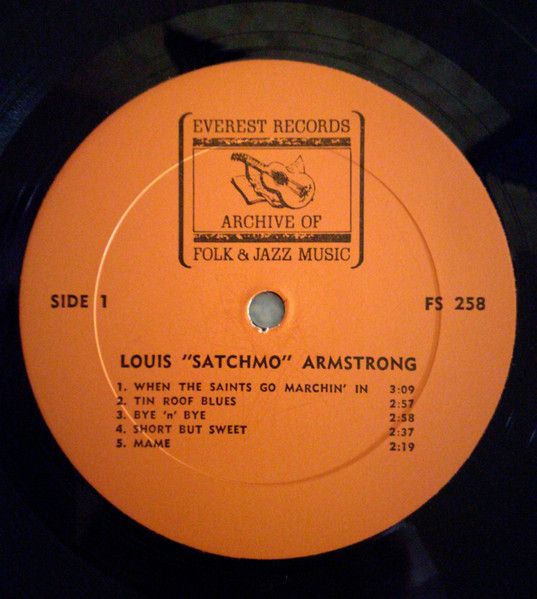 EVEREST RECORDS
ARCHIVE OF
FOLK & JAZZ MUSIC
SIDE 1 FS 258
LOUIS "SATCHMO" ARMSTRONG
1. WHEN THE SAINTS GO MARCHIN' IN 3:09
2. TIN ROOF BLUES 2:57
3. BYE 'n' BYE 2:58
4. SHORT BUT SWEET 2:37
5. MAME 2:19